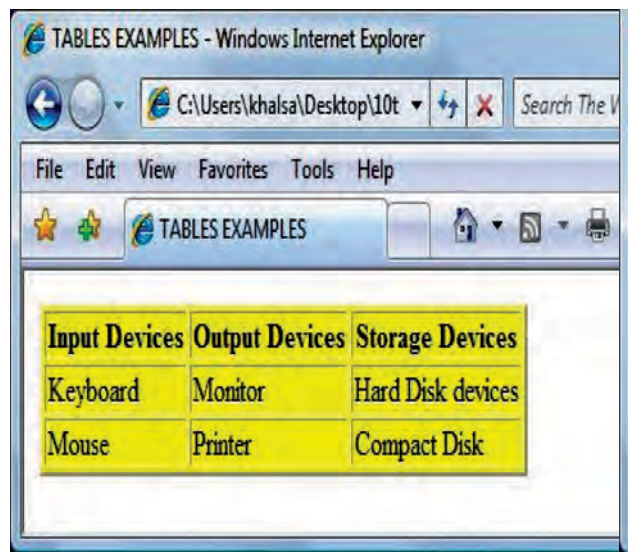 TABLES EXAMPLES - Windows Internet Explorer
C:\Users\khalsa\Desktop\10t Search The
File Edit View Favorites Tools Help
TABLES EXAMPLES
Input Devices Output Devices Storage Devices
Keyboard Monitor Hard Disk devices
Mouse Printer Compact Disk